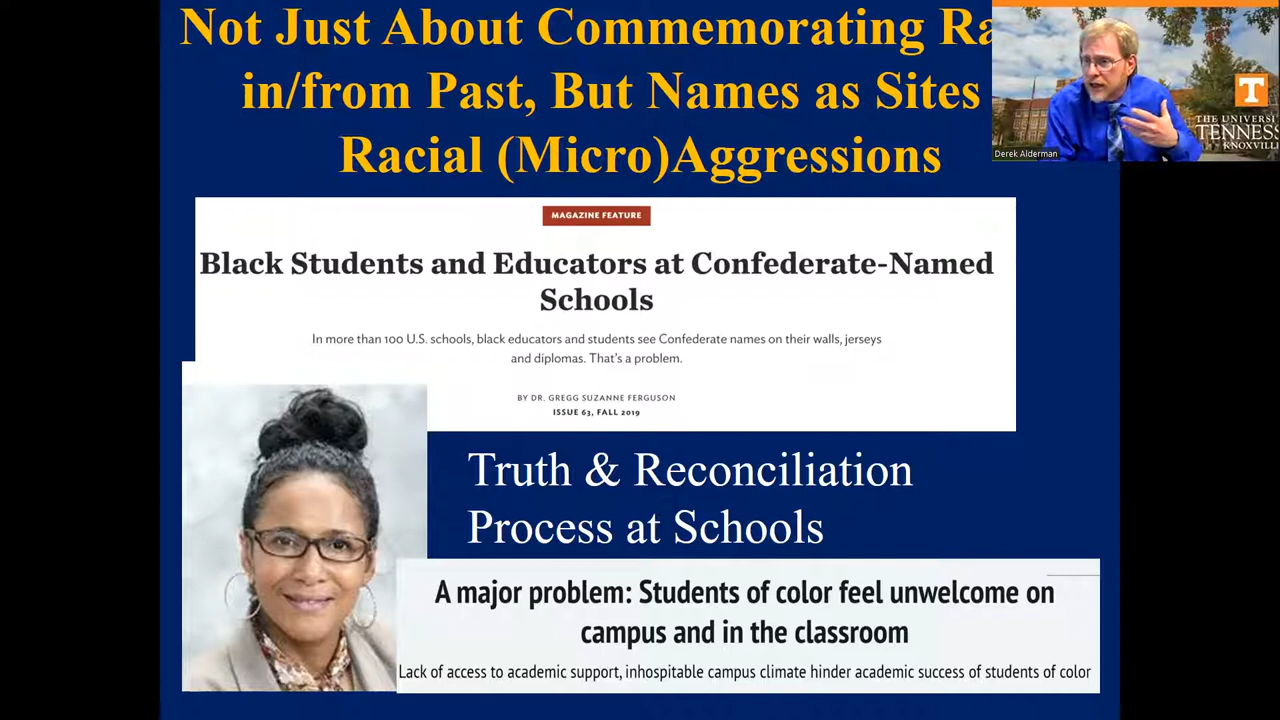 Not Just About Commemorating Ra
in/from Past, But Names as Sites
Racial (Micro)Aggressions
T
THE UNIVERSI
TENNESS
KNOXVILL
Derek Alderman
MAGAZINE FEATURE
Black Students and Educators at Confederate-Named
Schools
In more than 100 U.S. schools, black educators and students see Confederate names on their walls, jerseys
and diplomas. That's a problem.
BY DR. GREGG SUZANNE FERGUSON
ISSUE 63, FALL 2019
Truth & Reconciliation
Process at Schools
A major problem: Students of color feel unwelcome on
campus and in the classroom
Lack of access to academic support, inhospitable campus climate hinder academic success of students of color